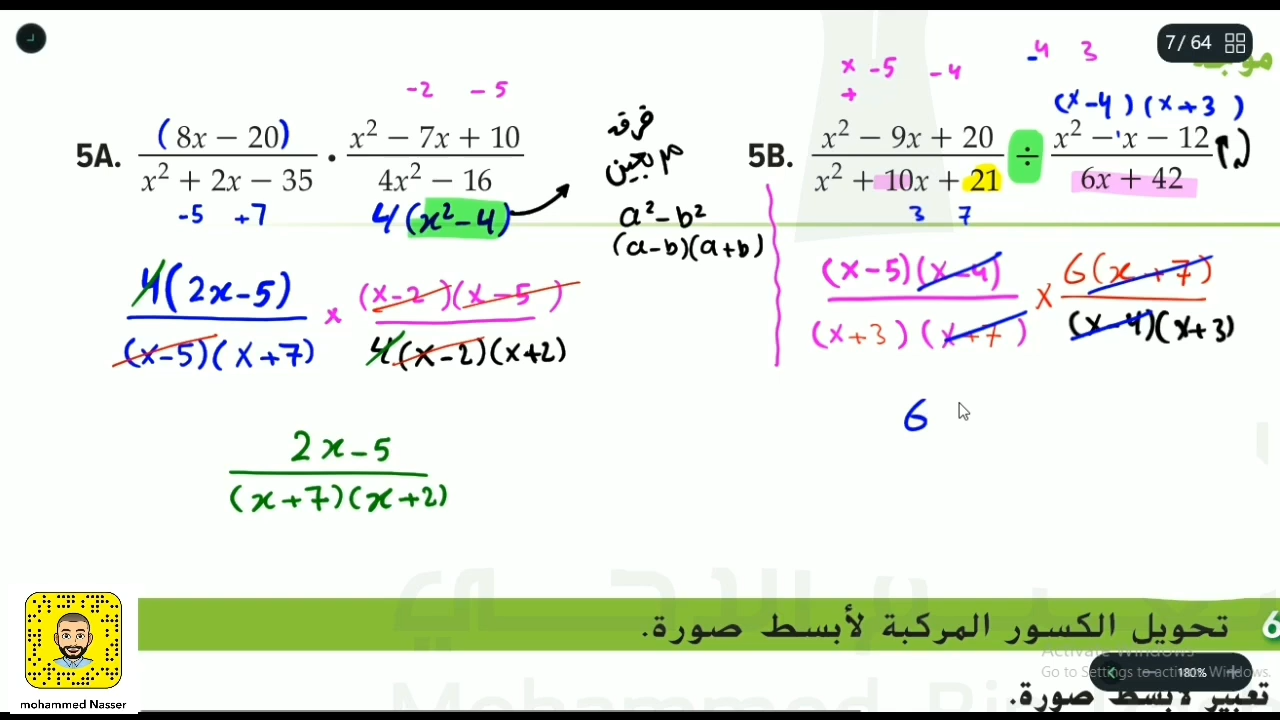 7 / 64
-2 -5
x -5 -4
+
-4 3
(x-4)(x+3)
5A. (8x − 20) / x² + 2x − 35 · x² − 7x + 10 / 4x² − 16
-5 +7
4(x²-4)
فرق
مربعين
a²-b²
(a-b)(a+b)
4(2x-5) / (x-5)(x+7) × (x-2)(x-5) / 4(x-2)(x+2)
2x-5 / (x+7)(x+2)
5B. x² − 9x + 20 / x² + 10x + 21 ÷ x² − 1x − 12 / 6x + 42
3 7
(x-5)(x-4) / (x+3)(x+7) × 6(x+7) / (x-4)(x+3)
6
6 تحويل الكسور المركبة لأبسط صورة.
Activate Windows
Go to Settings to activate Windows.
180%
mohammed Nasser